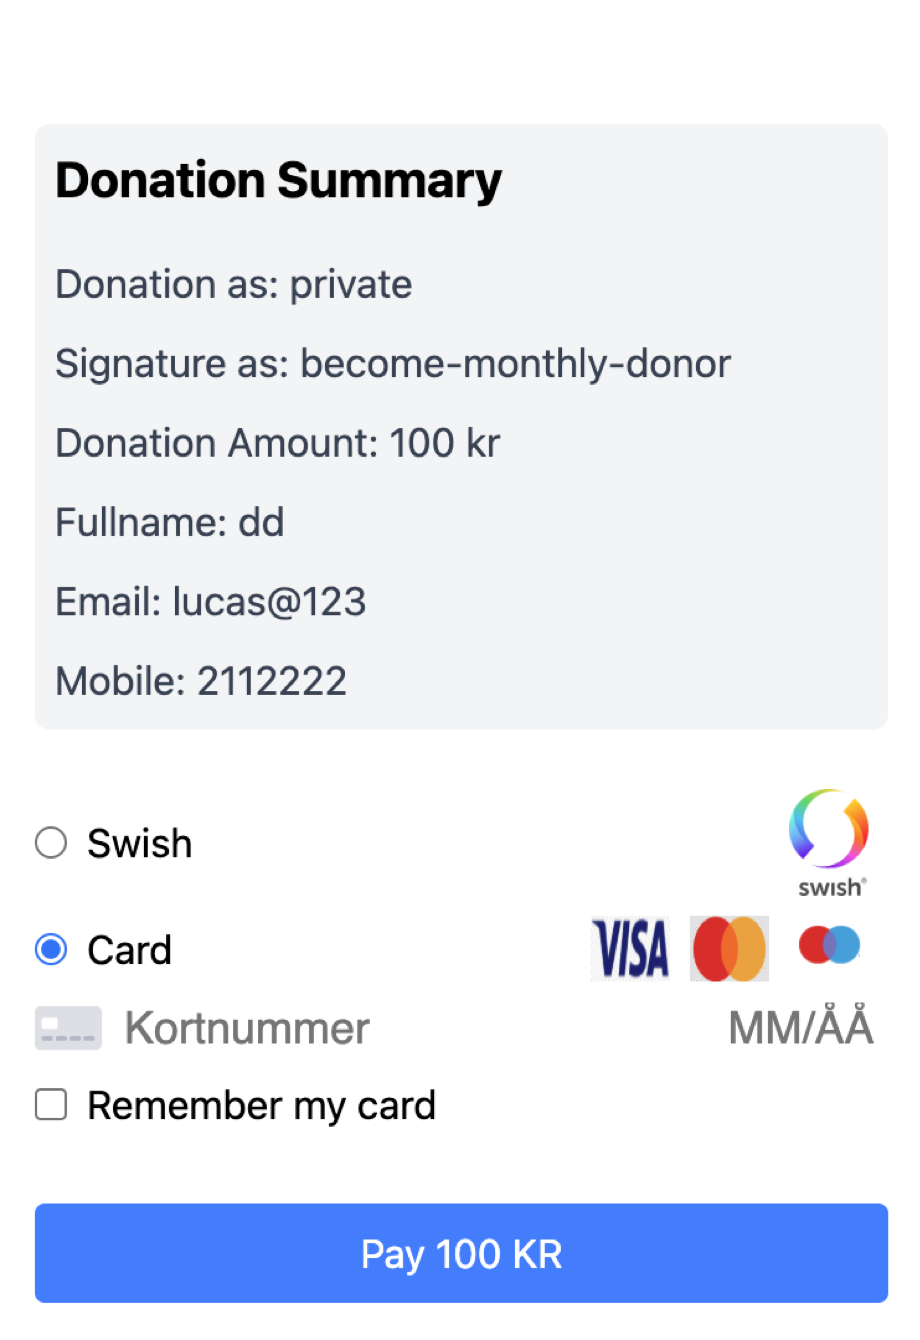 Donation Summary
Donation as: private
Signature as: become-monthly-donor
Donation Amount: 100 kr
Fullname: dd
Email: lucas@123
Mobile: 2112222
Swish
swish®
Card
VISA
Kortnummer MM/ÅÅ
Remember my card
Pay 100 KR